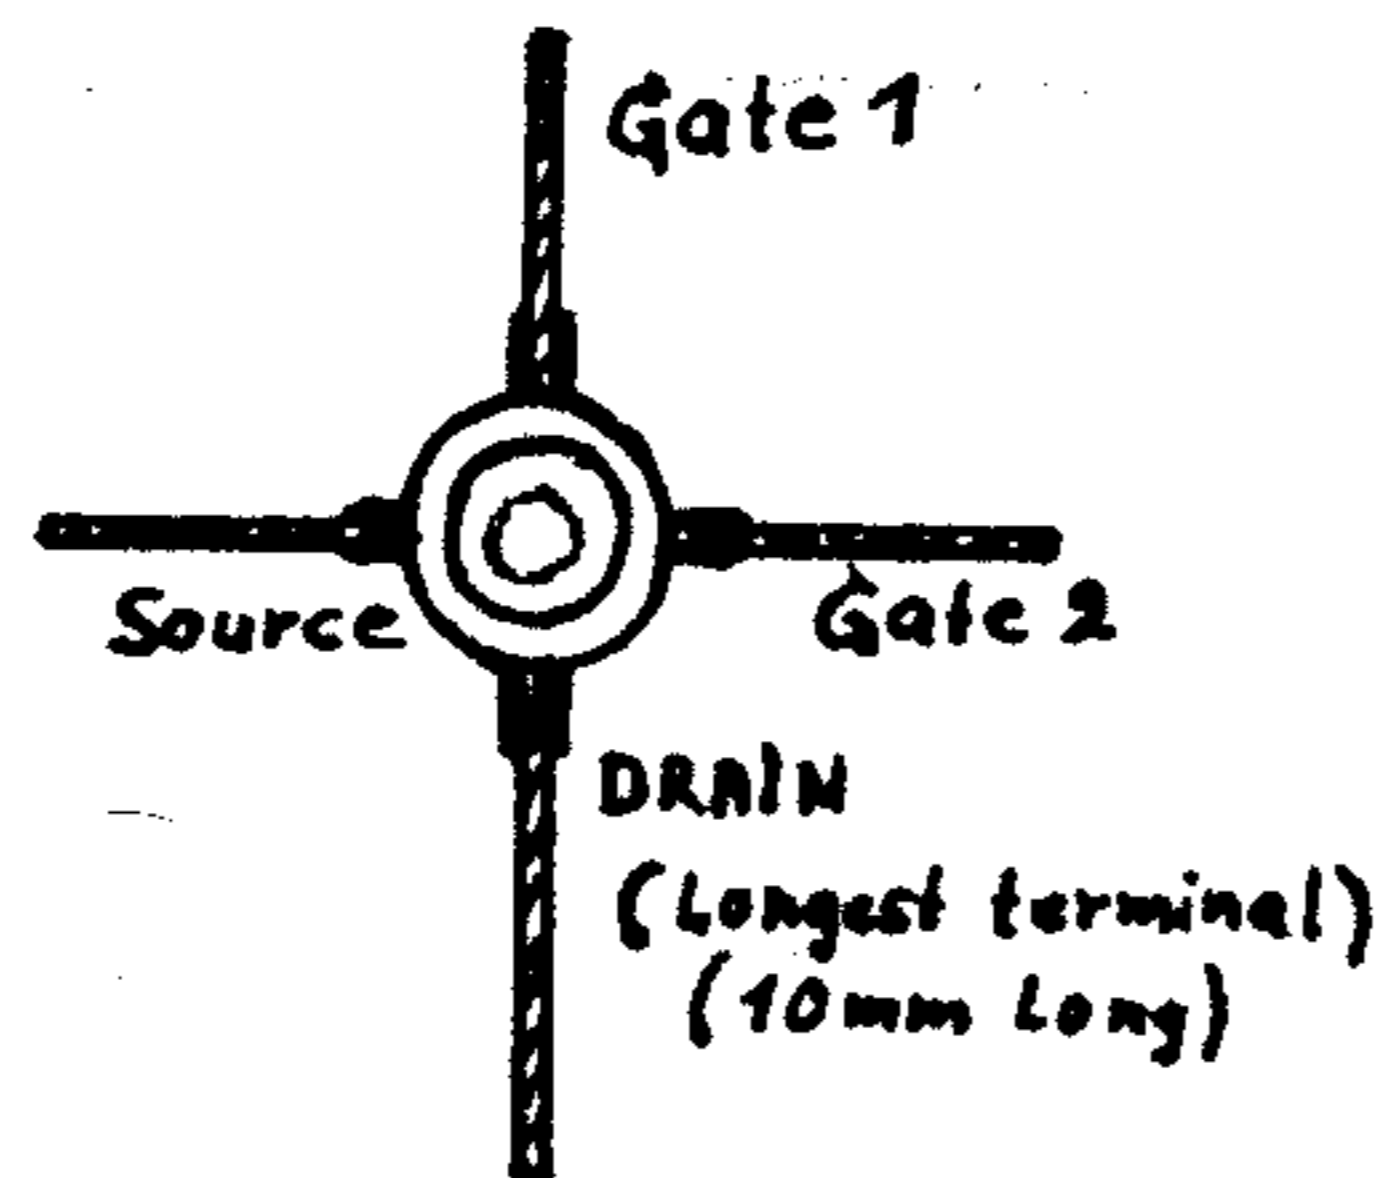 Gate 1
Source
Gate 2
DRAIN
(Longest terminal)
(10mm Long)